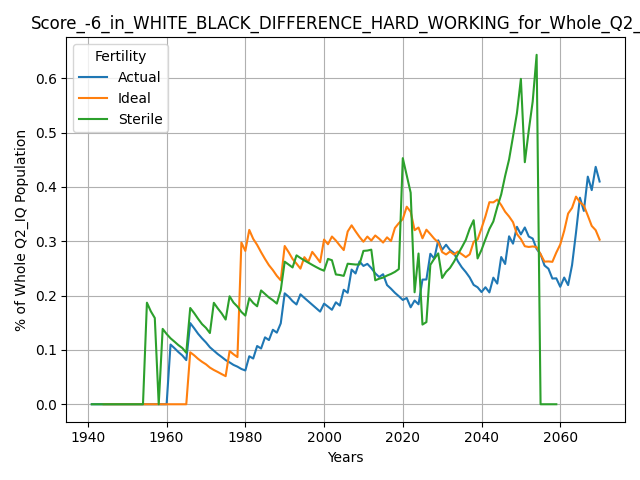 Score_-6_in_WHITE_BLACK_DIFFERENCE_HARD_WORKING_for_Whole_Q2_
Fertility
Actual
Ideal
Sterile
% of Whole Q2_IQ Population
0.6
0.5
0.4
0.3
0.2
0.1
0.0
1940 1960 1980 2000 2020 2040 2060
Years